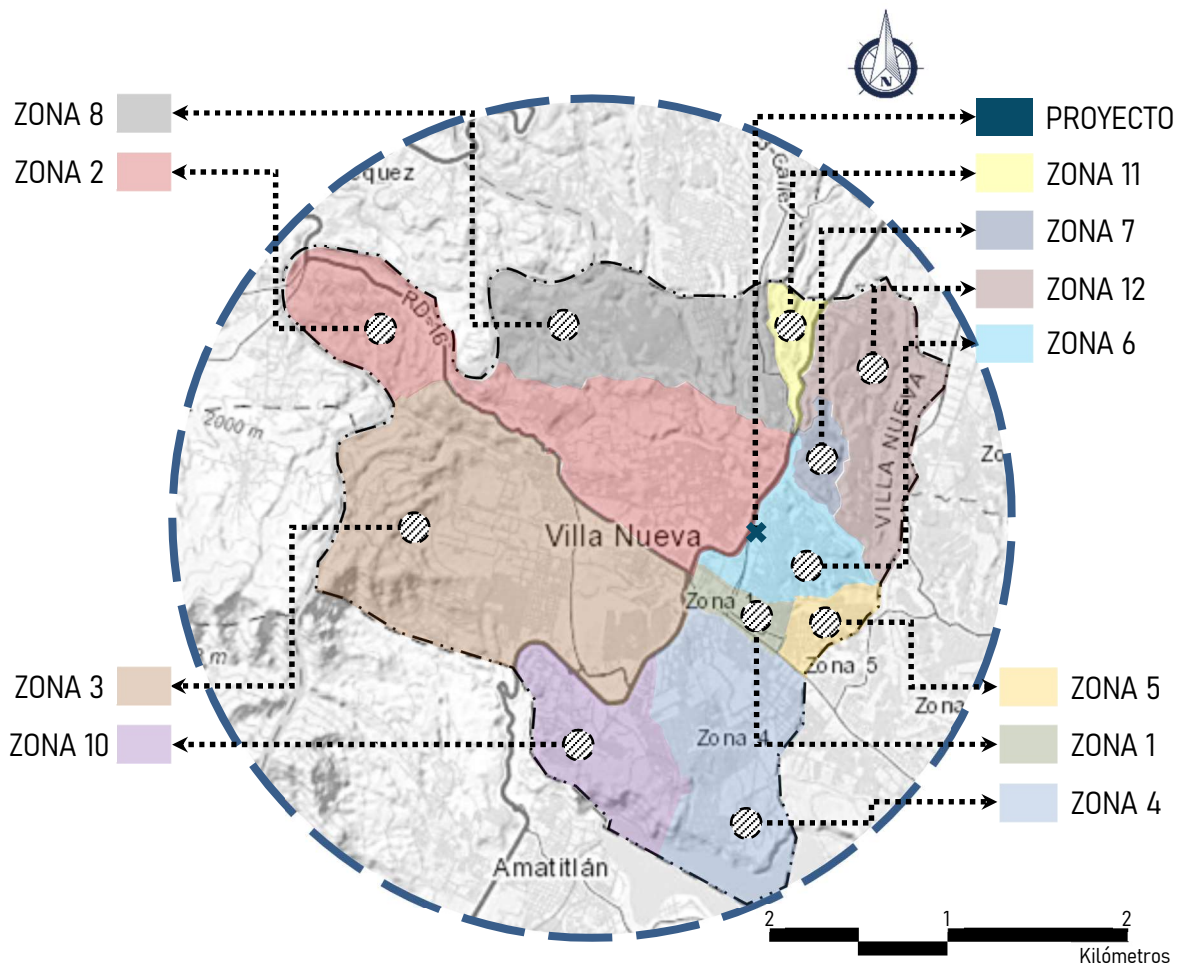 N
ZONA 8
ZONA 2
PROYECTO
ZONA 11
ZONA 7
ZONA 12
ZONA 6
RD-16
2000 m
VILLA NUEVA
Villa Nueva
Zona
Zona 5
Zona
Zona 4
Amatitlán
ZONA 3
ZONA 10
ZONA 5
ZONA 1
ZONA 4
2 1 2
Kilómetros